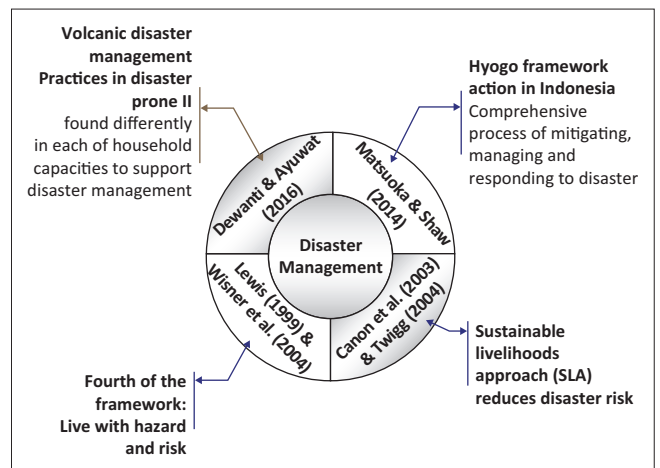 Volcanic disaster
management
Practices in disaster
prone II
found differently
in each of household
capacities to support
disaster management
Hyogo framework
action in Indonesia
Comprehensive
process of mitigating,
managing and
responding to disaster
Dewanti & Ayuwat
(2016)
Matsuoka & Shaw
(2014)
Disaster
Management
Lewis (1999) &
Wisner et al.
(2004)
Canon et al. (2003)
& Twigg (2004)
Fourth of the
framework:
Live with hazard
and risk
Sustainable
livelihoods
approach (SLA)
reduces disaster risk